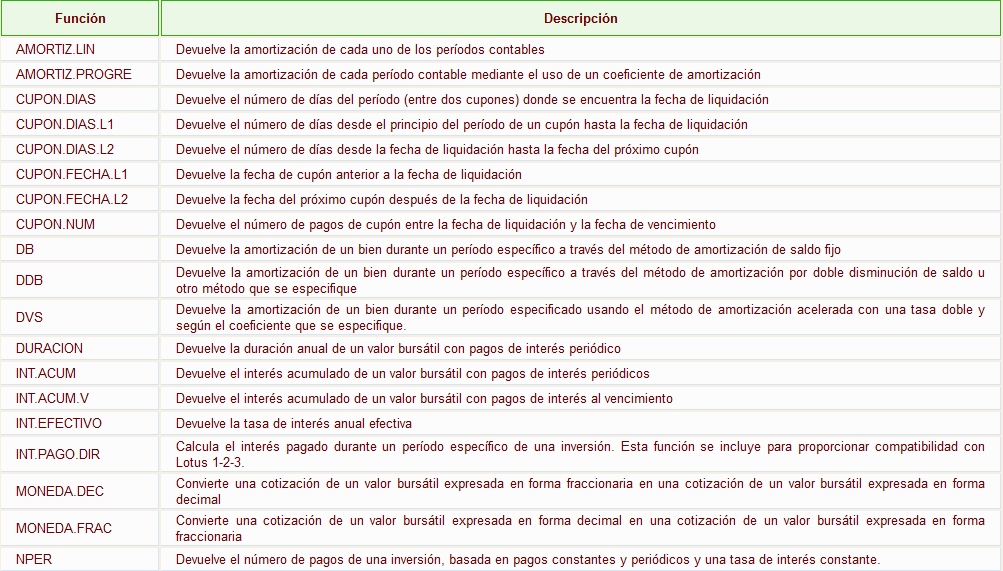 Función Descripción
AMORTIZ.LIN Devuelve la amortización de cada uno de los períodos contables
AMORTIZ.PROGRE Devuelve la amortización de cada período contable mediante el uso de un coeficiente de amortización
CUPON.DIAS Devuelve el número de días del período (entre dos cupones) donde se encuentra la fecha de liquidación
CUPON.DIAS.L1 Devuelve el número de días desde el principio del período de un cupón hasta la fecha de liquidación
CUPON.DIAS.L2 Devuelve el número de días desde la fecha de liquidación hasta la fecha del próximo cupón
CUPON.FECHA.L1 Devuelve la fecha de cupón anterior a la fecha de liquidación
CUPON.FECHA.L2 Devuelve la fecha del próximo cupón después de la fecha de liquidación
CUPON.NUM Devuelve el número de pagos de cupón entre la fecha de liquidación y la fecha de vencimiento
DB Devuelve la amortización de un bien durante un período específico a través del método de amortización de saldo fijo
DDB Devuelve la amortización de un bien durante un período específico a través del método de amortización por doble disminución de saldo u
otro método que se especifique
DVS Devuelve la amortización de un bien durante un período especificado usando el método de amortización acelerada con una tasa doble y
según el coeficiente que se especifique.
DURACION Devuelve la duración anual de un valor bursátil con pagos de interés periódico
INT.ACUM Devuelve el interés acumulado de un valor bursátil con pagos de interés periódicos
INT.ACUM.V Devuelve el interés acumulado de un valor bursátil con pagos de interés al vencimiento
INT.EFECTIVO Devuelve la tasa de interés anual efectiva
INT.PAGO.DIR Calcula el interés pagado durante un período específico de una inversión. Esta función se incluye para proporcionar compatibilidad con
Lotus 1-2-3.
MONEDA.DEC Convierte una cotización de un valor bursátil expresada en forma fraccionaria en una cotización de un valor bursátil expresada en forma
decimal
MONEDA.FRAC Convierte una cotización de un valor bursátil expresada en forma decimal en una cotización de un valor bursátil expresada en forma
fraccionaria
NPER Devuelve el número de pagos de una inversión, basada en pagos constantes y periódicos y una tasa de interés constante.